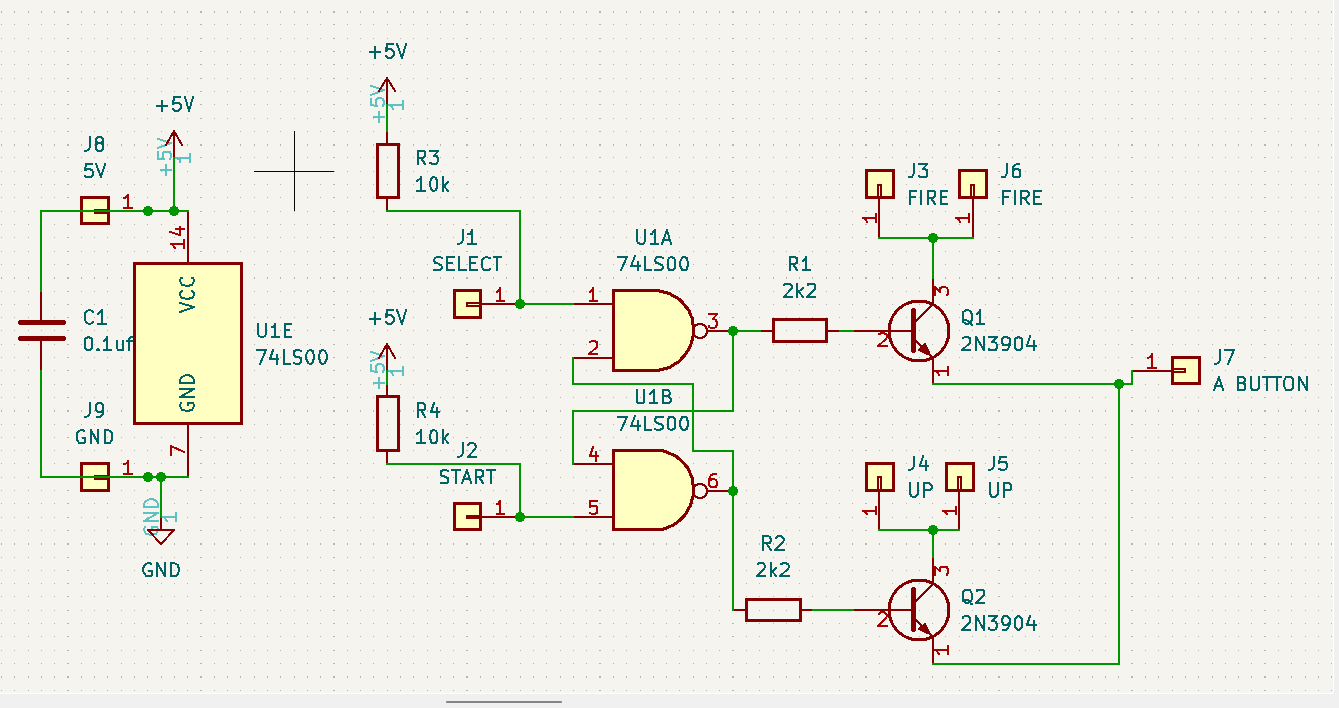 +5V
+5V
1
J8
5V
1
14
VCC
GND
7
U1E
74LS00
C1
0.1uf
J9
GND
1
GND
1
GND
+5V
+5V
1
R3
10k
J1
SELECT
1
+5V
+5V
1
R4
10k
J2
START
1
U1A
74LS00
1
2
3
U1B
74LS00
4
5
6
R1
2k2
R2
2k2
J3
FIRE
1
J6
FIRE
1
3
2
1
Q1
2N3904
1
J7
A BUTTON
J4
UP
1
J5
UP
1
3
2
1
Q2
2N3904